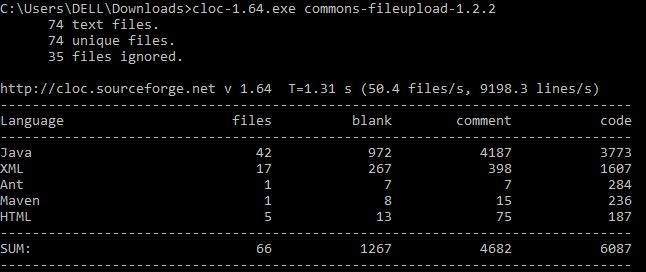 C:\Users\DELL\Downloads>cloc-1.64.exe commons-fileupload-1.2.2
      74 text files.
      74 unique files.
      35 files ignored.
http://cloc.sourceforge.net v 1.64  T=1.31 s (50.4 files/s, 9198.3 lines/s)
-------------------------------------------------------------------------------
Language                     files          blank        comment           code
-------------------------------------------------------------------------------
Java                            42            972           4187           3773
XML                             17            267            398           1607
Ant                              1              7              7            284
Maven                            1              8             15            236
HTML                             5             13             75            187
-------------------------------------------------------------------------------
SUM:                            66           1267           4682           6087
-------------------------------------------------------------------------------